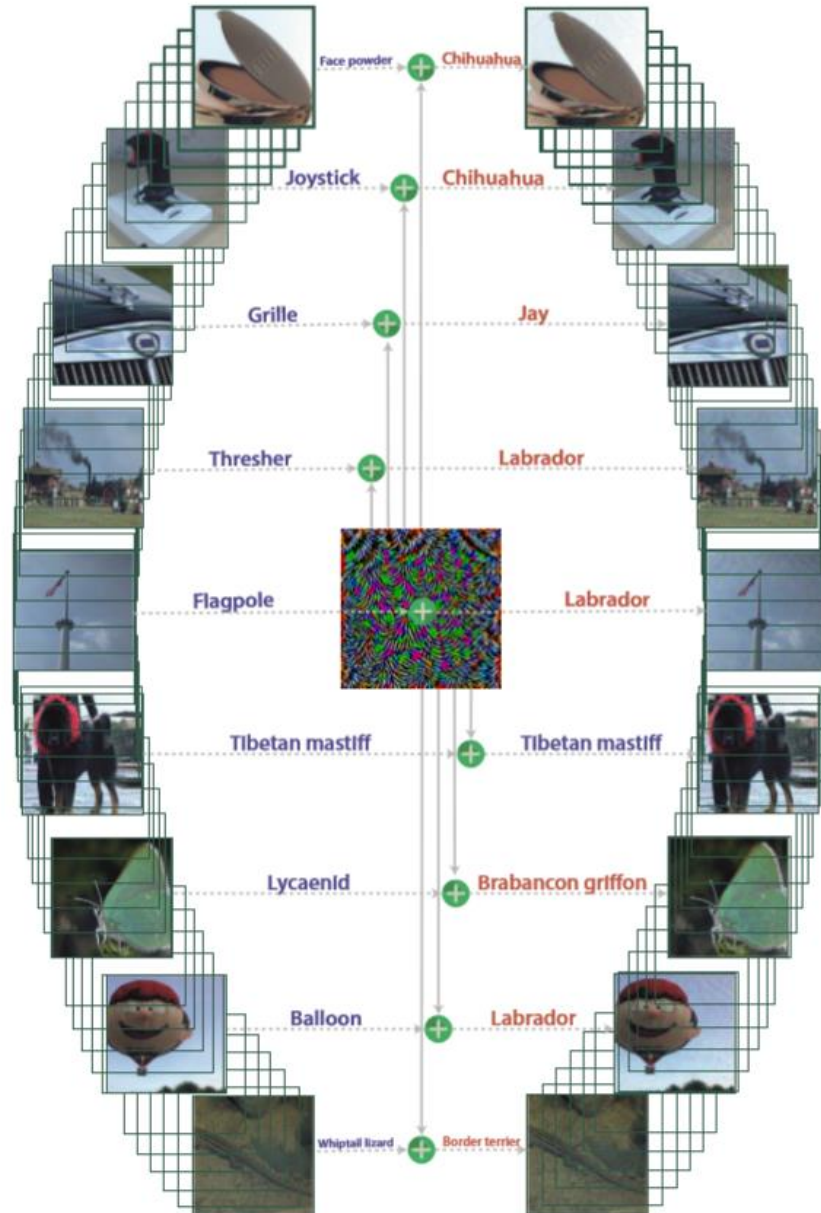 Face powder Chihuahua
Joystick Chihuahua
Grille Jay
Thresher Labrador
Flagpole Labrador
Tibetan mastiff Tibetan mastiff
Lycaenid Brabancon griffon
Balloon Labrador
Whiptail lizard Border terrier